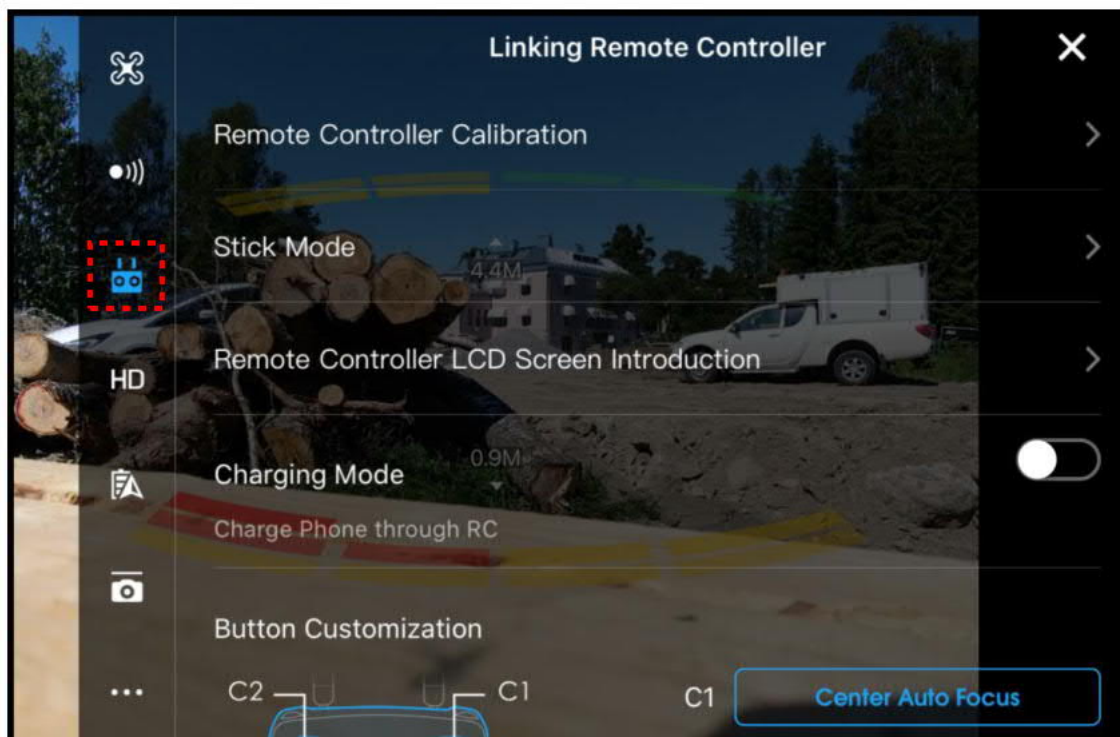 Linking Remote Controller
Remote Controller Calibration
Stick Mode
4.4M
Remote Controller LCD Screen Introduction
HD
0.9M
Charging Mode
Charge Phone through RC
Button Customization
C2 C1 C1 Center Auto Focus